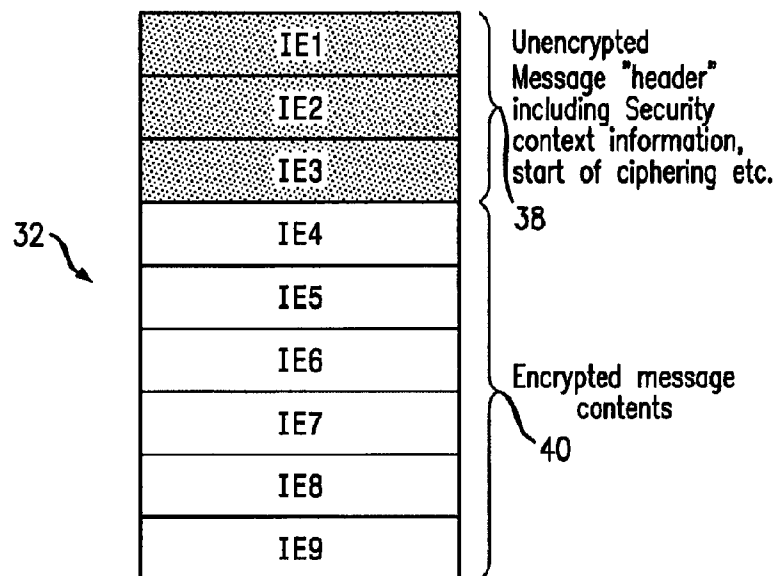 IE1
IE2
IE3
IE4
IE5
IE6
IE7
IE8
IE9
32
Unencrypted
Message "header"
including Security
context information,
start of ciphering etc.
38
Encrypted message
contents
40